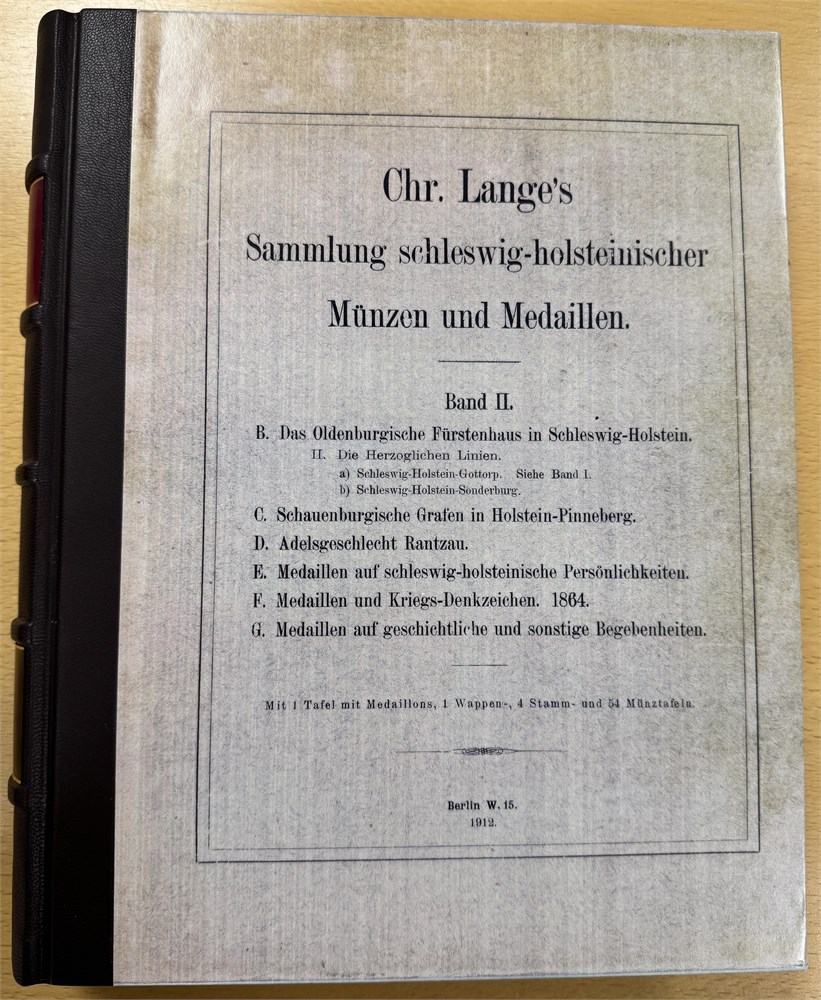 Chr. Lange's
Sammlung schleswig-holsteinischer
Münzen und Medaillen.
Band II.
B. Das Oldenburgische Fürstenhaus in Schleswig-Holstein.
II. Die Herzoglichen Linien.
a) Schleswig-Holstein-Gottorp. Siehe Band I.
b) Schleswig-Holstein-Sonderburg.
C. Schauenburgische Grafen in Holstein-Pinneberg.
D. Adelsgeschlecht Rantzau.
E. Medaillen auf schleswig-holsteinische Persönlichkeiten.
F. Medaillen und Kriegs-Denkzeichen. 1864.
G. Medaillen auf geschichtliche und sonstige Begebenheiten.
Mit 1 Tafel mit Medaillons, 1 Wappen-, 4 Stamm- und 54 Münztafeln.
Berlin W. 15.
1912.